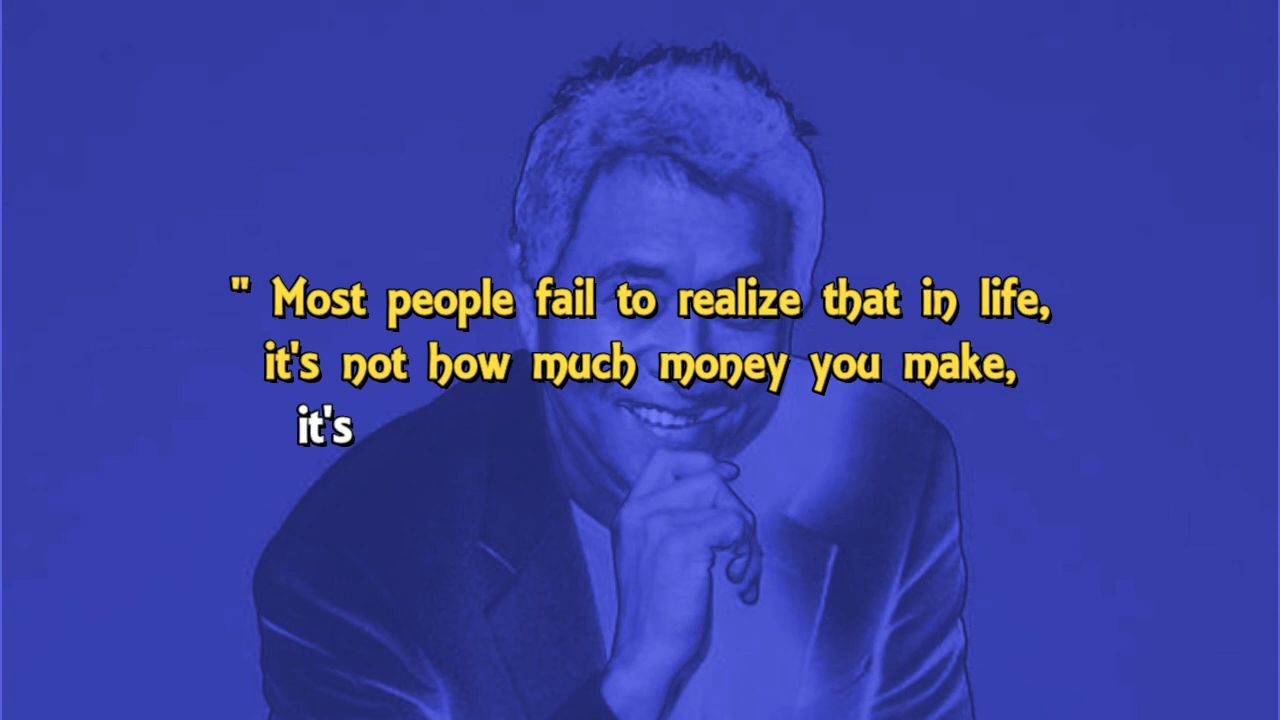 " Most people fail to realize that in life,
it's not how much money you make,
it's